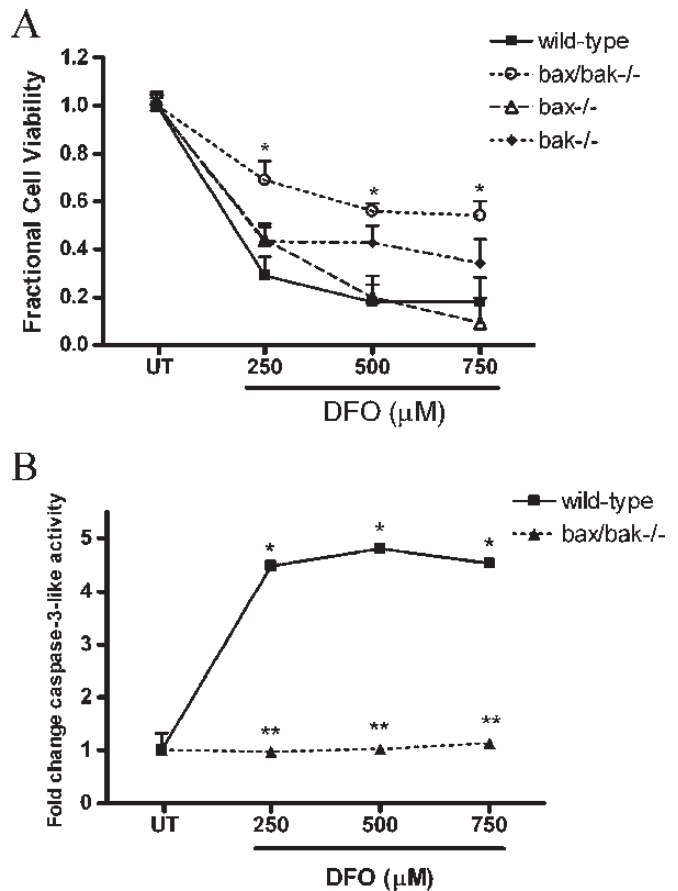 A
Fractional Cell Viability
1.2
1.0
0.8
0.6
0.4
0.2
0.0
wild-type
bax/bak-/-
bax-/-
bak-/-
*
*
*
UT
250
500
750
DFO (μM)
B
Fold change caspase-3-like activity
5
4
3
2
1
0
wild-type
bax/bak-/-
*
*
*
**
**
**
UT
250
500
750
DFO (μM)